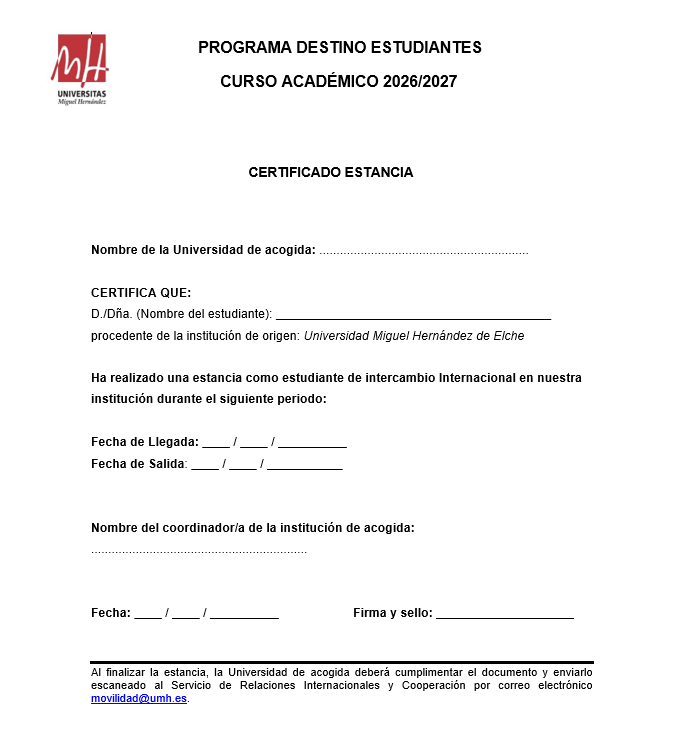 PROGRAMA DESTINO ESTUDIANTES
CURSO ACADÉMICO 2026/2027
UNIVERSITAS
Miguel Hernández
CERTIFICADO ESTANCIA
Nombre de la Universidad de acogida: .............................................................
CERTIFICA QUE:
D./Dña. (Nombre del estudiante): ________________________________________
procedente de la institución de origen: Universidad Miguel Hernández de Elche
Ha realizado una estancia como estudiante de intercambio Internacional en nuestra
institución durante el siguiente periodo:
Fecha de Llegada: ____ / ____ / __________
Fecha de Salida: ____ / ____ / ___________
Nombre del coordinador/a de la institución de acogida:
...............................................................
Fecha: ____ / ____ / __________ Firma y sello: ____________________
Al finalizar la estancia, la Universidad de acogida deberá cumplimentar el documento y enviarlo
escaneado al Servicio de Relaciones Internacionales y Cooperación por correo electrónico
movilidad@umh.es.